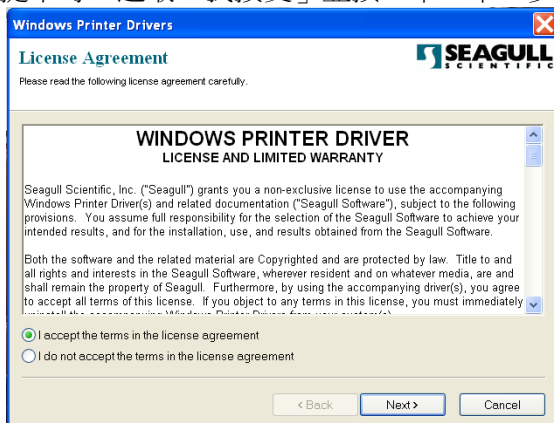 Windows Printer Drivers
License Agreement
SEAGULL
SCIENTIFIC
Please read the following license agreement carefully.
WINDOWS PRINTER DRIVER
LICENSE AND LIMITED WARRANTY
Seagull Scientific, Inc. ("Seagull") grants you a non-exclusive license to use the accompanying
Windows Printer Driver(s) and related documentation ("Seagull Software"), subject to the following
provisions. You assume full responsibility for the selection of the Seagull Software to achieve your
intended results, and for the installation, use, and results obtained from the Seagull Software.
Both the software and the related material are Copyrighted and are protected by law. Title to and
all rights and interests in the Seagull Software, wherever resident and on whatever media, are and
shall remain the property of Seagull. Furthermore, by using the accompanying driver(s), you agree
to accept all terms of this license. If you object to any terms in this license, you must immediately
I accept the terms in the license agreement
I do not accept the terms in the license agreement
< Back
Next >
Cancel